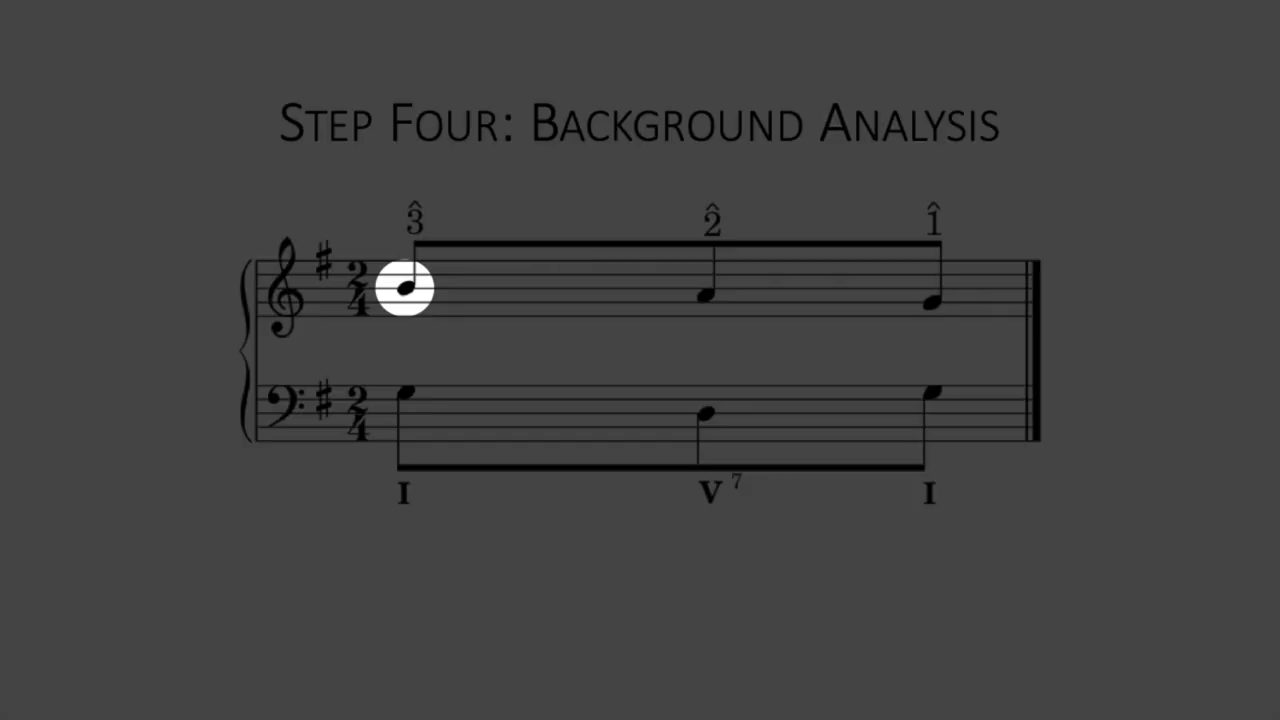 STEP FOUR: BACKGROUND ANALYSIS
3̂ 2̂ 1̂
2 4
2 4
I V⁷ I